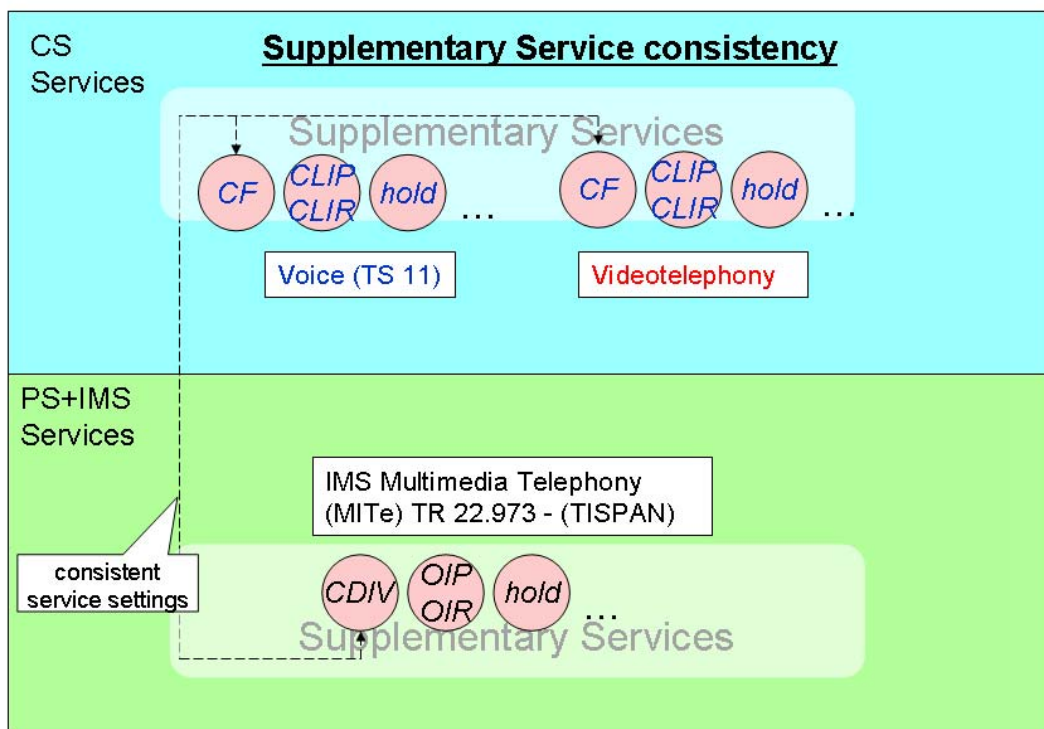 CS
Services
Supplementary Service consistency
Supplementary Services
CF
CLIP
CLIR
hold
...
CF
CLIP
CLIR
hold
...
Voice (TS 11)
Videotelephony
PS+IMS
Services
IMS Multimedia Telephony
(MITe) TR 22.973 - (TISPAN)
consistent
service settings
CDIV
OIP
OIR
hold
...
Supplementary Services